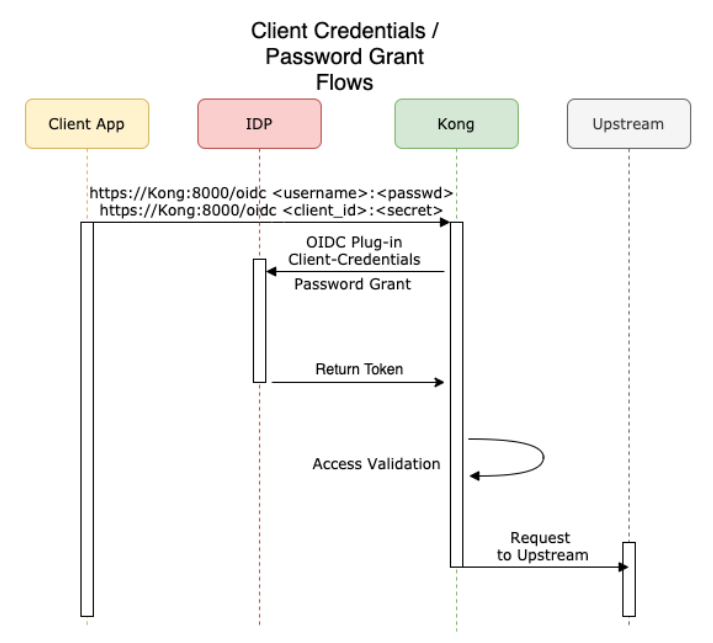 Client Credentials /
Password Grant
Flows
Client App
IDP
Kong
Upstream
https://Kong:8000/oidc <username>:<passwd>
https://Kong:8000/oidc <client_id>:<secret>
OIDC Plug-in
Client-Credentials
Password Grant
Return Token
Access Validation
Request
to Upstream